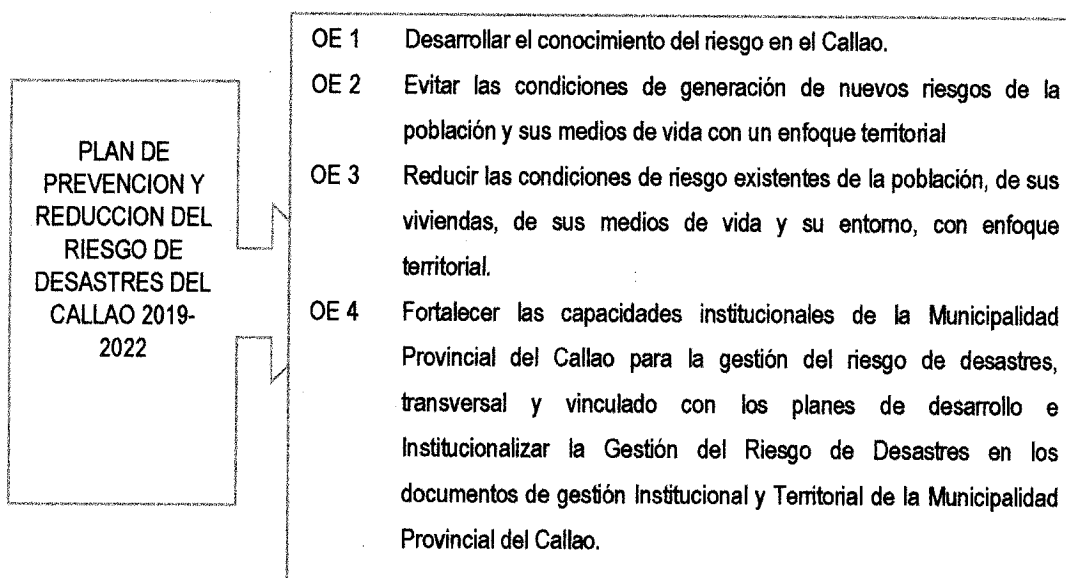 PLAN DE
PREVENCION Y
REDUCCION DEL
RIESGO DE
DESASTRES DEL
CALLAO 2019-
2022
OE 1 Desarrollar el conocimiento del riesgo en el Callao.
OE 2 Evitar las condiciones de generación de nuevos riesgos de la
población y sus medios de vida con un enfoque territorial
OE 3 Reducir las condiciones de riesgo existentes de la población, de sus
viviendas, de sus medios de vida y su entorno, con enfoque
territorial.
OE 4 Fortalecer las capacidades institucionales de la Municipalidad
Provincial del Callao para la gestión del riesgo de desastres,
transversal y vinculado con los planes de desarrollo e
Institucionalizar la Gestión del Riesgo de Desastres en los
documentos de gestión Institucional y Territorial de la Municipalidad
Provincial del Callao.